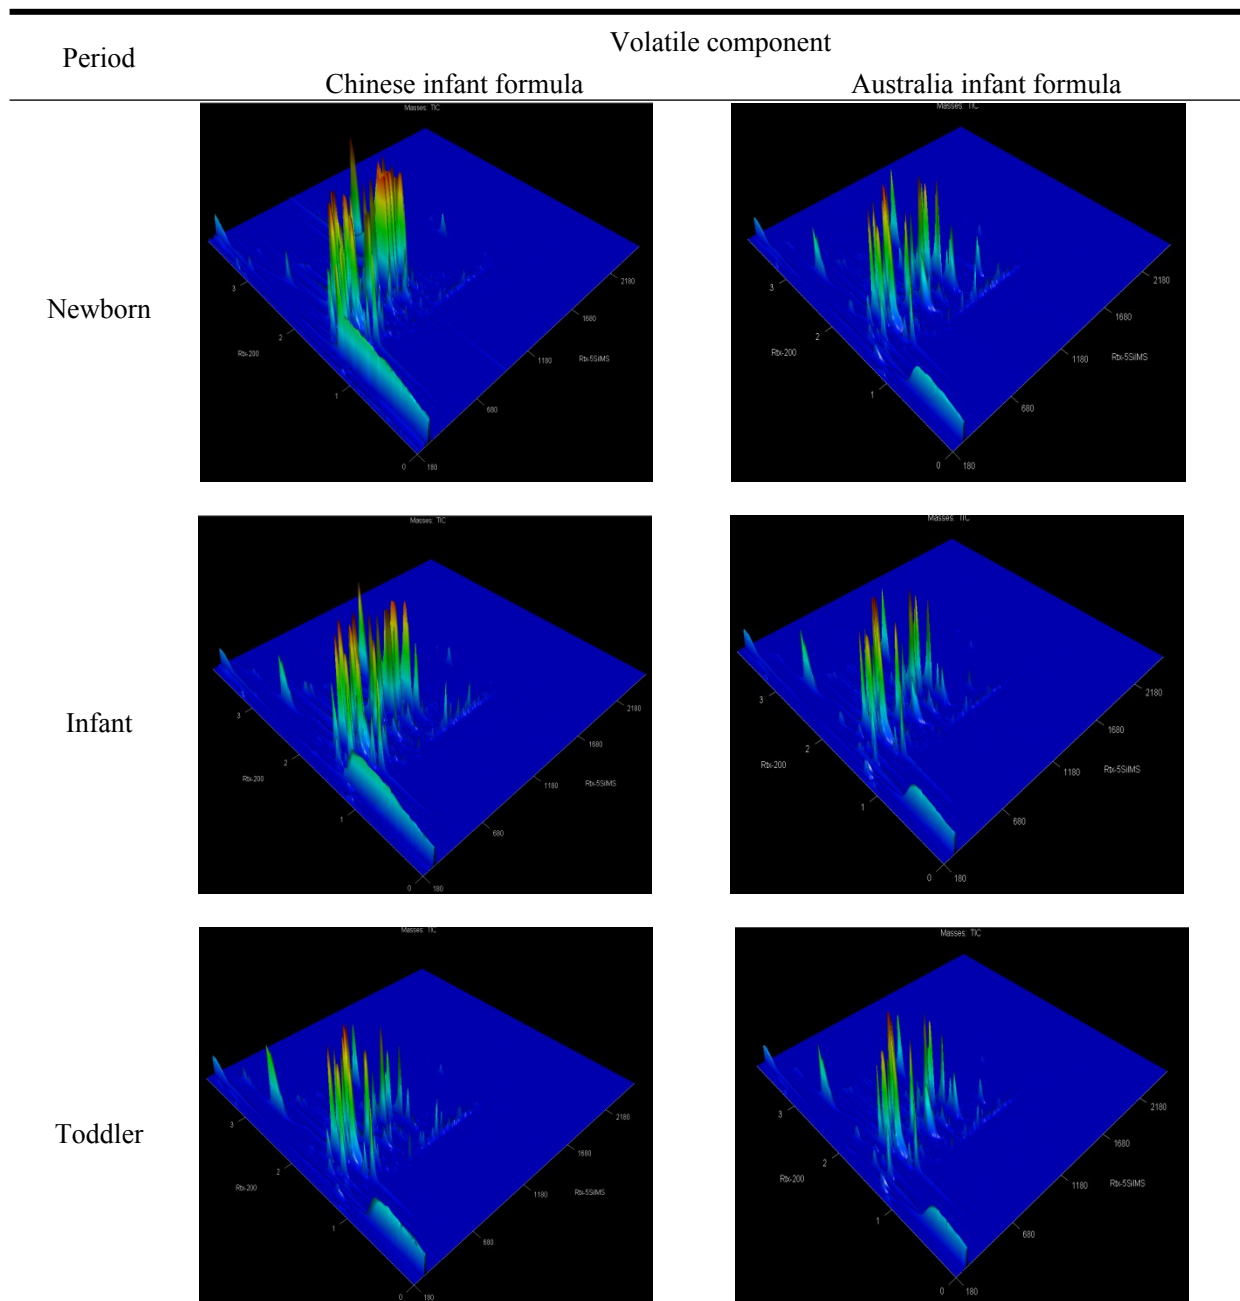 Period
Volatile component
Chinese infant formula
Australia infant formula
Newborn
Masses: TIC
3
2
1
0
180
680
1180
1680
2180
Rtx-200
Rtx-5SilMS
Masses: TIC
3
2
1
0
180
680
1180
1680
2180
Rtx-200
Rtx-5SilMS
Infant
Masses: TIC
3
2
1
0
180
680
1180
1680
2180
Rtx-200
Rtx-5SilMS
Masses: TIC
3
2
1
0
180
680
1180
1680
2180
Rtx-200
Rtx-5SilMS
Toddler
Masses: TIC
3
2
1
0
180
680
1180
1680
2180
Rtx-200
Rtx-5SilMS
Masses: TIC
3
2
1
0
180
680
1180
1680
2180
Rtx-200
Rtx-5SilMS